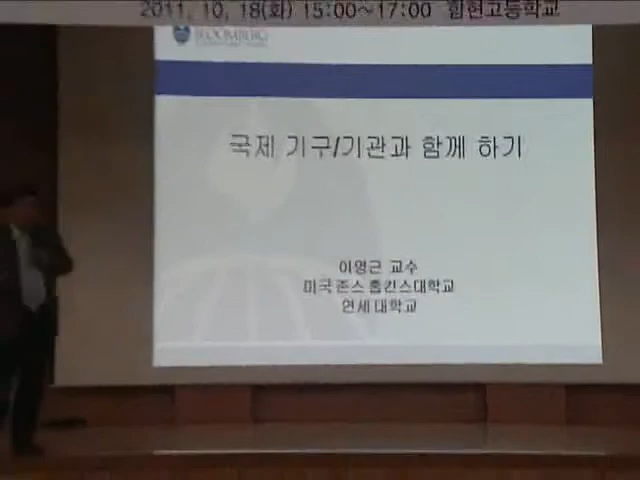 2011. 10. 18(화) 15:00~17:00 함현고등학교
BLOOMBERG
국제 기구/기관과 함께 하기
이명근 교수
미국 존스 홉킨스대학교
연세 대학교